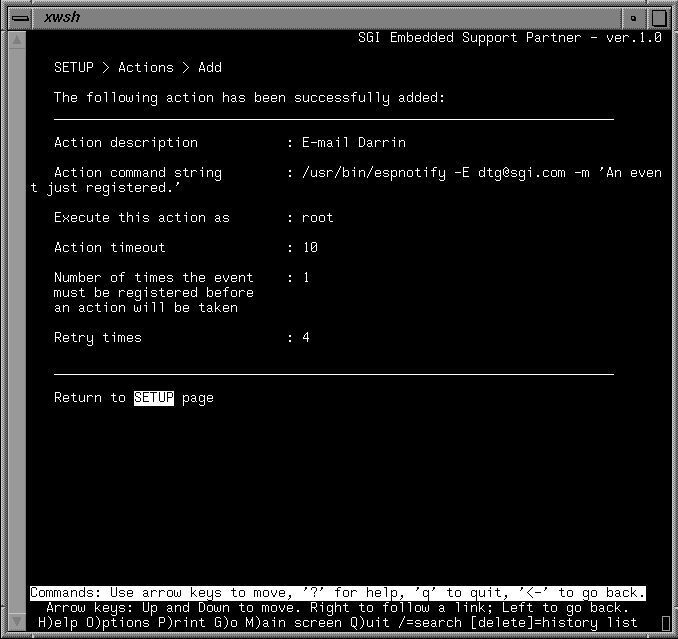 xwsh
SGI Embedded Support Partner - ver.1.0
SETUP > Actions > Add
The following action has been successfully added:
Action description : E-mail Darrin
Action command string : /usr/bin/espnotify -E dtg@sgi.com -m 'An even
t just registered.'
Execute this action as : root
Action timeout : 10
Number of times the event : 1
must be registered before
an action will be taken
Retry times : 4
Return to SETUP page
Commands: Use arrow keys to move, '?' for help, 'q' to quit, '<-' to go back.
Arrow keys: Up and Down to move. Right to follow a link; Left to go back.
H)elp O)ptions P)rint G)o M)ain screen Q)uit /=search [delete]=history list